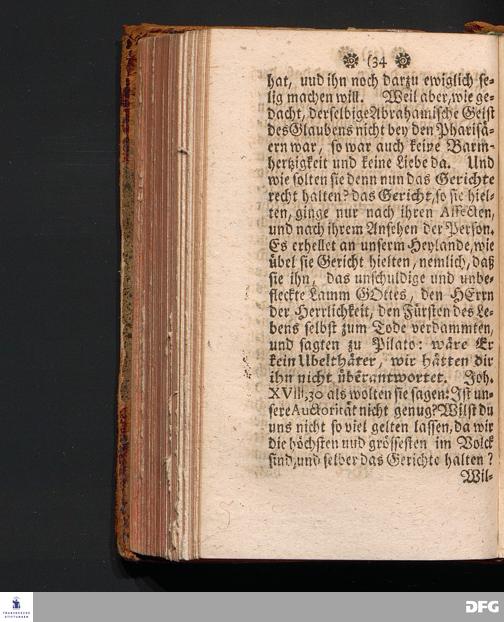 (34
hat, uud ihn noch darzu ewiglich se-
lig machen will. Weil aber, wie ge-
dacht, derselbige Abrahamische Geist
des Glaubens nicht bey den Pharisä-
ern war, so war auch keine Barm-
hertzigkeit und keine Liebe da. Und
wie solten sie denn nun das Gerichte
recht halten? das Gericht, so sie hiel-
ten, ginge nur nach ihren Affecten,
und nach ihrem Ansehen der Person.
Es erhellet an unserm Heylande, wie
übel sie Gericht hielten, nemlich, daß
sie ihn, das unschuldige und unbe-
fleckte Lamm GOttes, den HErrn
der Herrlichkeit, den Fürsten des Le-
bens selbst zum Tode verdammten,
und sagten zu Pilato: wäre Er
kein Ubelthäter, wir hätten dir
ihn nicht überantwortet. Joh.
XVIII, 30 als wolten sie sagen: Ist un-
sere Auctorität nicht genug? Wilst du
uns nicht so viel gelten lassen, da wir
die höchsten uud grössesten im Volck
sind, und selber das Gerichte halten?
Wil-
FRANCKESCHE
STIFTUNGEN
DFG